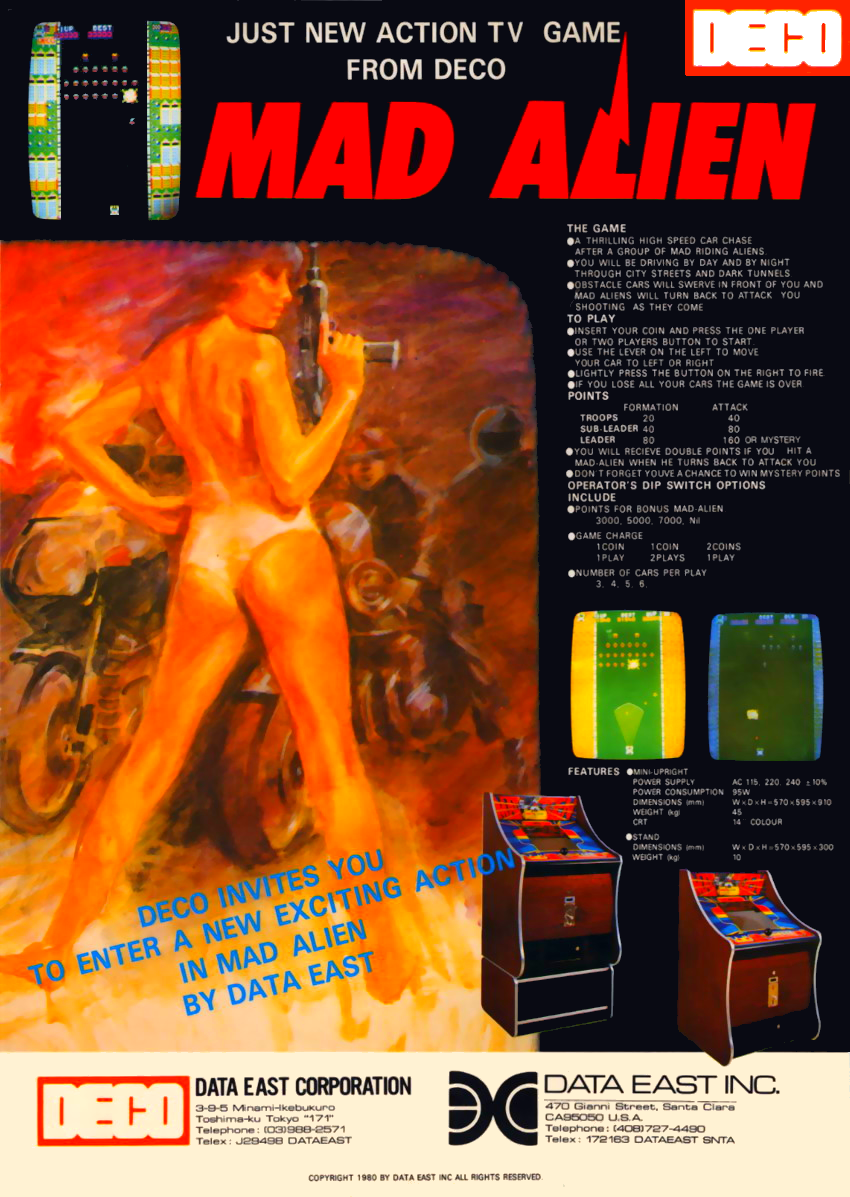 JUST NEW ACTION TV GAME
FROM DECO
DECO
MAD ALIEN
THE GAME
●A THRILLING HIGH SPEED CAR CHASE
AFTER A GROUP OF MAD RIDING ALIENS.
●YOU WILL BE DRIVING BY DAY AND BY NIGHT
THROUGH CITY STREETS AND DARK TUNNELS
●OBSTACLE CARS WILL SWERVE IN FRONT OF YOU AND
MAD ALIENS WILL TURN BACK TO ATTACK YOU
SHOOTING AS THEY COME
TO PLAY
●INSERT YOUR COIN AND PRESS THE ONE PLAYER
OR TWO PLAYERS BUTTON TO START.
●USE THE LEVER ON THE LEFT TO MOVE
YOUR CAR TO LEFT OR RIGHT
●LIGHTLY PRESS THE BUTTON ON THE RIGHT TO FIRE.
●IF YOU LOSE ALL YOUR CARS THE GAME IS OVER
POINTS
FORMATION ATTACK
TROOPS 20 40
SUB-LEADER 40 80
LEADER 80 160 OR MYSTERY
●YOU WILL RECIEVE DOUBLE POINTS IF YOU HIT A
MAD-ALIEN WHEN HE TURNS BACK TO ATTACK YOU
●DON T FORGET YOUVE A CHANCE TO WIN MYSTERY POINTS
OPERATOR'S DIP SWITCH OPTIONS
INCLUDE
●POINTS FOR BONUS MAD-ALIEN
3000, 5000, 7000, Nil
●GAME CHARGE
1COIN 1COIN 2COINS
1PLAY 2PLAYS 1PLAY
●NUMBER OF CARS PER PLAY
3, 4, 5, 6,
FEATURES ●MINI-UPRIGHT
POWER SUPPLY AC 115, 220, 240 ±10%
POWER CONSUMPTION 95W
DIMENSIONS (mm) W×D×H=570×595×910
WEIGHT (kg) 45
CRT 14" COLOUR
●STAND
DIMENSIONS (mm) W×D×H=570×595×300
WEIGHT (kg) 10
DECO INVITES YOU
TO ENTER A NEW EXCITING ACTION
IN MAD ALIEN
BY DATA EAST
DECO
DATA EAST CORPORATION
3-9-5 Minami-Ikebukuro
Toshima-ku Tokyo "171"
Telephone: (03)988-2571
Telex: J29498 DATAEAST
DATA EAST INC.
470 Gianni Street, Santa Clara
CA95050 U.S.A.
Telephone: (408)727-4490
Telex: 172163 DATAEAST SNTA
COPYRIGHT 1980 BY DATA EAST INC ALL RIGHTS RESERVED.